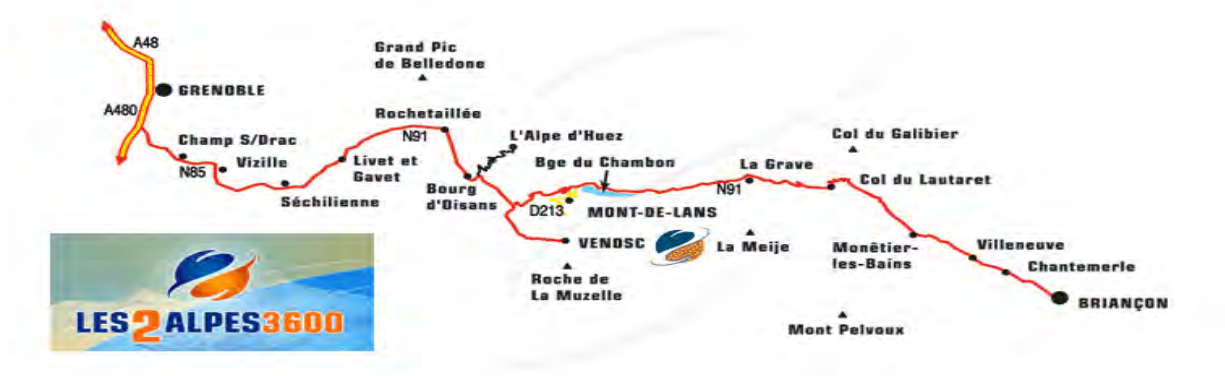 A48
Grand Pic
de Belledone
GRENOBLE
A480
Rochetaillée
N91
L'Alpe d'Huez
Col du Galibier
Champ S/Drac
Vizille
N85
Livet et
Gavet
Bge du Chambon
La Grave
Séchilienne
Bourg
d'Oisans
N91
Col du Lautaret
D213
MONT-DE-LANS
VENOSC
La Meije
Monêtier-
les-Bains
Villeneuve
Chantemerle
Roche de
La Muzelle
BRIANÇON
Mont Pelvoux
LES2ALPES3600